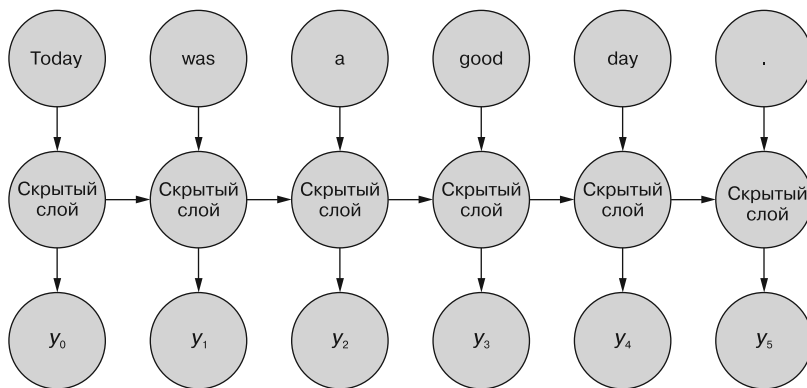 Today was a good day .
Скрытый Скрытый Скрытый Скрытый Скрытый Скрытый
слой слой слой слой слой слой
y₀ y₁ y₂ y₃ y₄ y₅